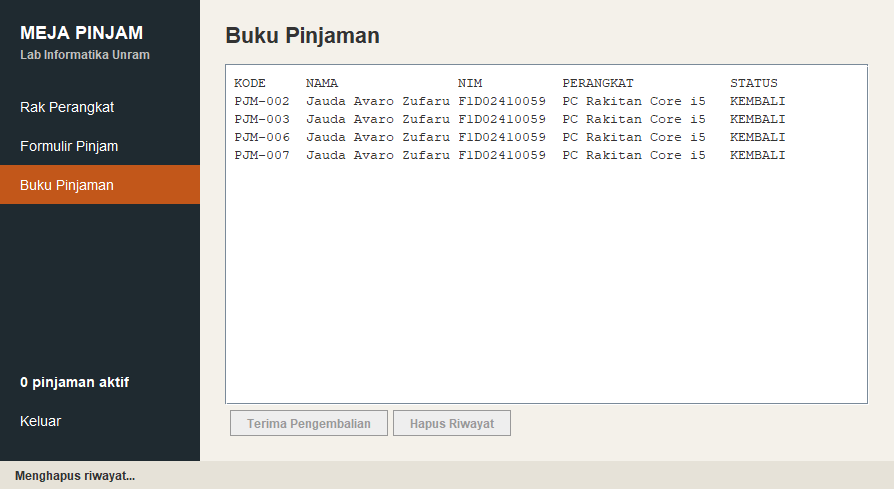 MEJA PINJAM
Lab Informatika Unram
Rak Perangkat
Formulir Pinjam
Buku Pinjaman
0 pinjaman aktif
Keluar
Buku Pinjaman
KODE NAMA NIM PERANGKAT STATUS
PJM-002 Jauda Avaro Zufaru F1D02410059 PC Rakitan Core i5 KEMBALI
PJM-003 Jauda Avaro Zufaru F1D02410059 PC Rakitan Core i5 KEMBALI
PJM-006 Jauda Avaro Zufaru F1D02410059 PC Rakitan Core i5 KEMBALI
PJM-007 Jauda Avaro Zufaru F1D02410059 PC Rakitan Core i5 KEMBALI
Terima Pengembalian Hapus Riwayat
Menghapus riwayat...